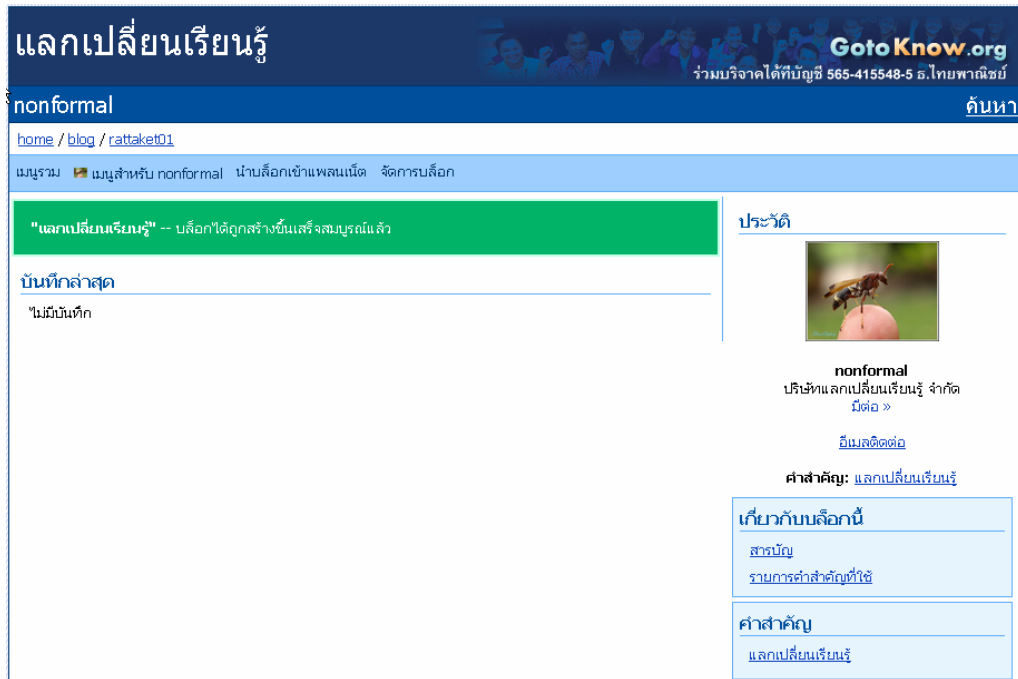 แลกเปลี่ยนเรียนรู้
GotoKnow.org
ร่วมบริจาคได้ที่บัญชี 565-415548-5 ธ.ไทยพาณิชย์
nonformal
ค้นหา
home / blog / rattaket01
เมนูรวม เมนูสำหรับ nonformal นำบล็อกเข้าแพลนเน็ต จัดการบล็อก
"แลกเปลี่ยนเรียนรู้" -- บล็อกได้ถูกสร้างขึ้นเสร็จสมบูรณ์แล้ว
บันทึกล่าสุด
ไม่มีบันทึก
ประวัติ
nonformal
บริษัทแลกเปลี่ยนเรียนรู้ จำกัด
มีต่อ »
อีเมลติดต่อ
คำสำคัญ: แลกเปลี่ยนเรียนรู้
เกี่ยวกับบล็อกนี้
สารบัญ
รายการคำสำคัญที่ใช้
คำสำคัญ
แลกเปลี่ยนเรียนรู้